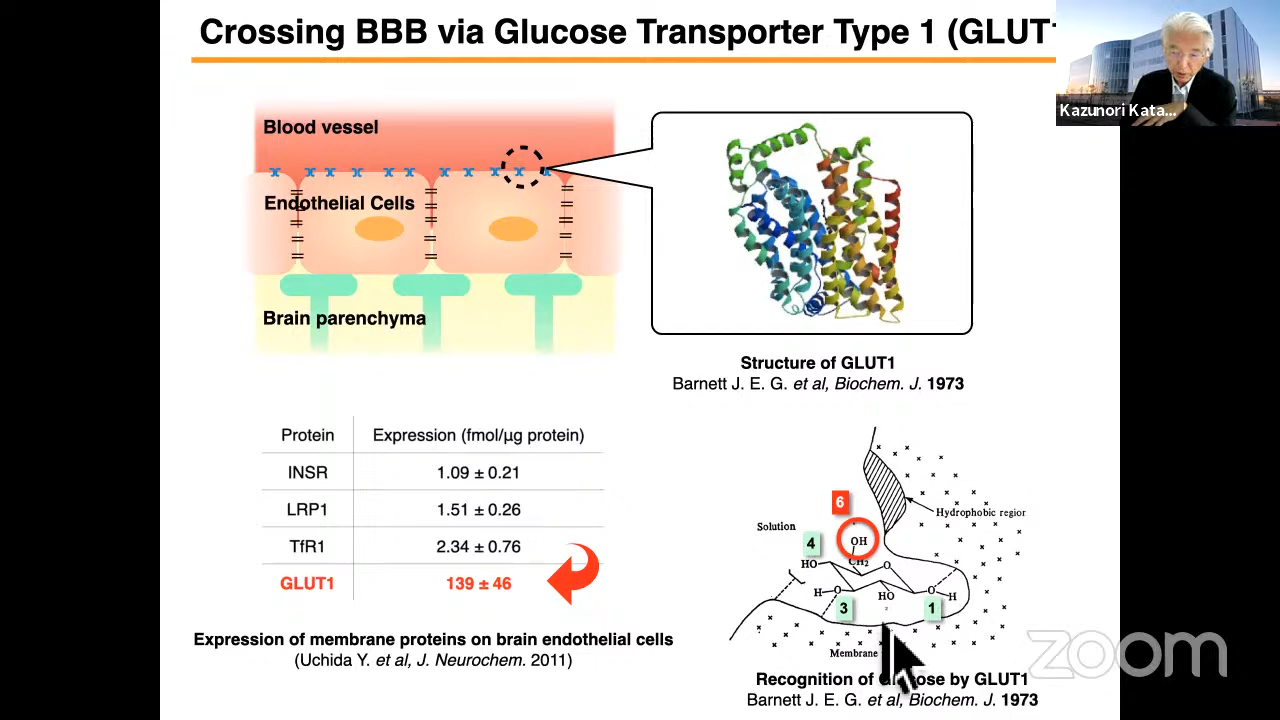 Crossing BBB via Glucose Transporter Type 1 (GLUT1
Kazunori Kata...
Blood vessel
Endothelial Cells
Brain parenchyma
Structure of GLUT1
Barnett J. E. G. et al, Biochem. J. 1973
Protein Expression (fmol/μg protein)
INSR 1.09 ± 0.21
LRP1 1.51 ± 0.26
TfR1 2.34 ± 0.76
GLUT1 139 ± 46
Expression of membrane proteins on brain endothelial cells
(Uchida Y. et al, J. Neurochem. 2011)
6
Hydrophobic region
Solution
4
OH
CH2
HO
O
H
O
HO
O
H
3
2
1
Membrane
zoom
Recognition of Glucose by GLUT1
Barnett J. E. G. et al, Biochem. J. 1973